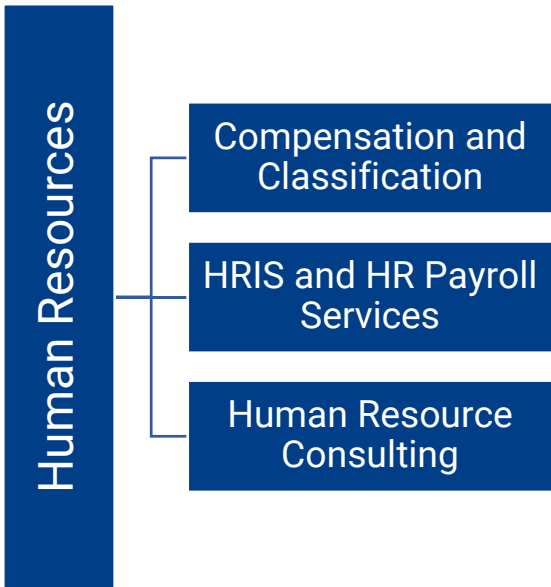 Human Resources
Compensation and
Classification
HRIS and HR Payroll
Services
Human Resource
Consulting